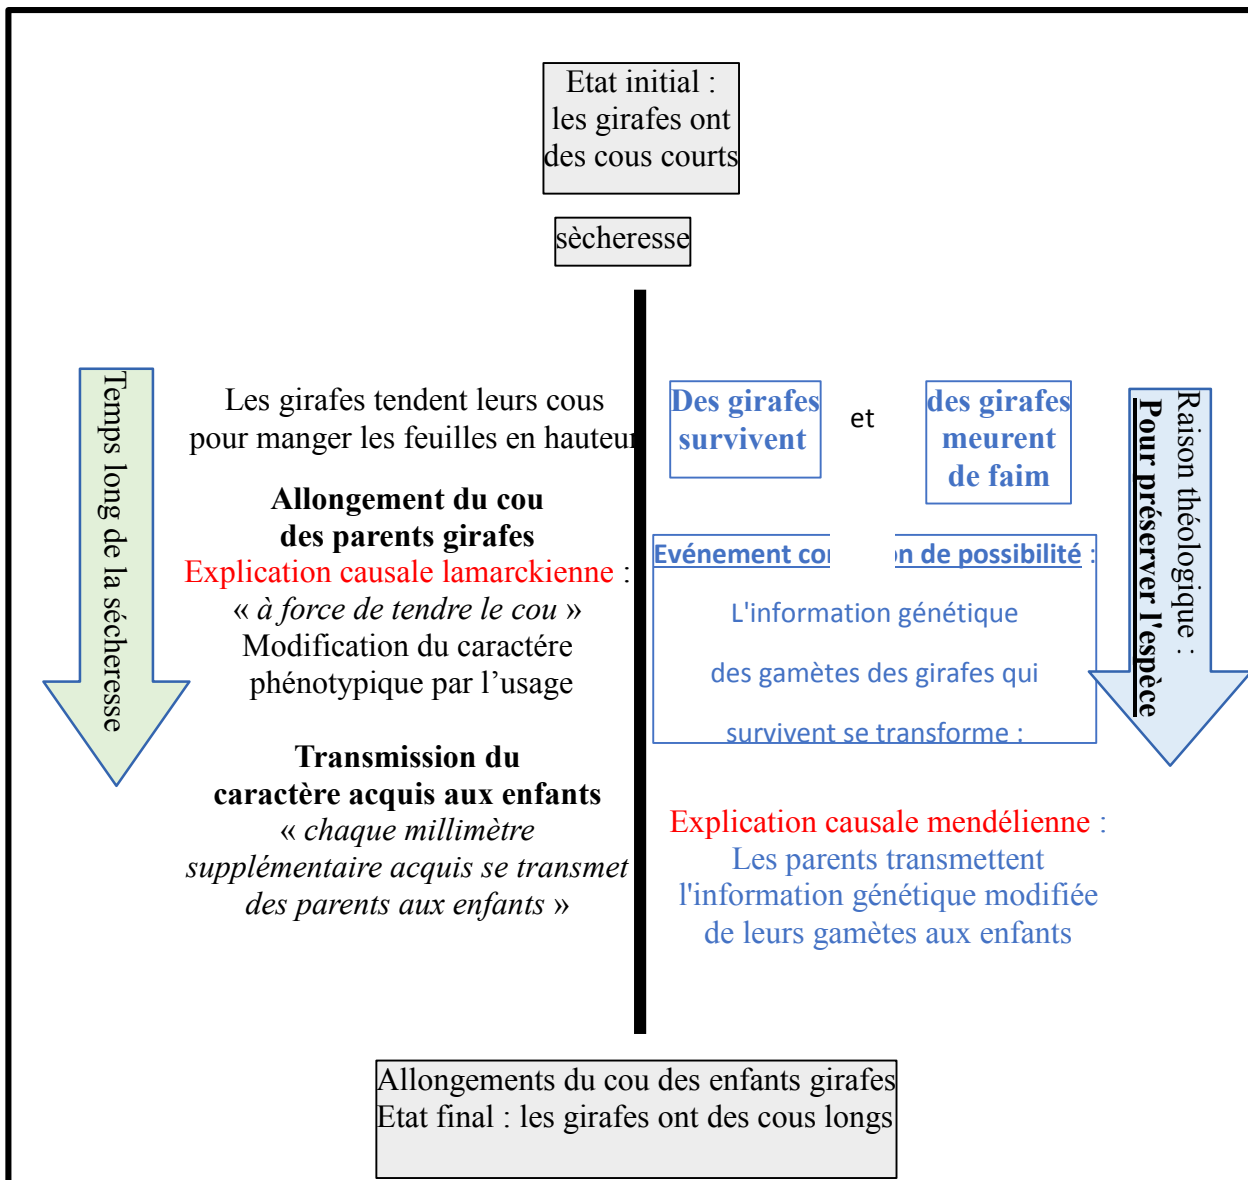 Etat initial :
les girafes ont
des cous courts
sècheresse
Temps long de la sécheresse
Les girafes tendent leurs cous
pour manger les feuilles en hauteur
Allongement du cou
des parents girafes
Explication causale lamarckienne :
« à force de tendre le cou »
Modification du caractére
phénotypique par l’usage
Transmission du
caractère acquis aux enfants
« chaque millimètre
supplémentaire acquis se transmet
des parents aux enfants »
Des girafes
survivent
et
des girafes
meurent
de faim
Evénement con on de possibilité :
L'information génétique
des gamètes des girafes qui
survivent se transforme :
Explication causale mendélienne :
Les parents transmettent
l'information génétique modifiée
de leurs gamètes aux enfants
Raison théologique :
Pour préserver l'espèce
Allongements du cou des enfants girafes
Etat final : les girafes ont des cous longs